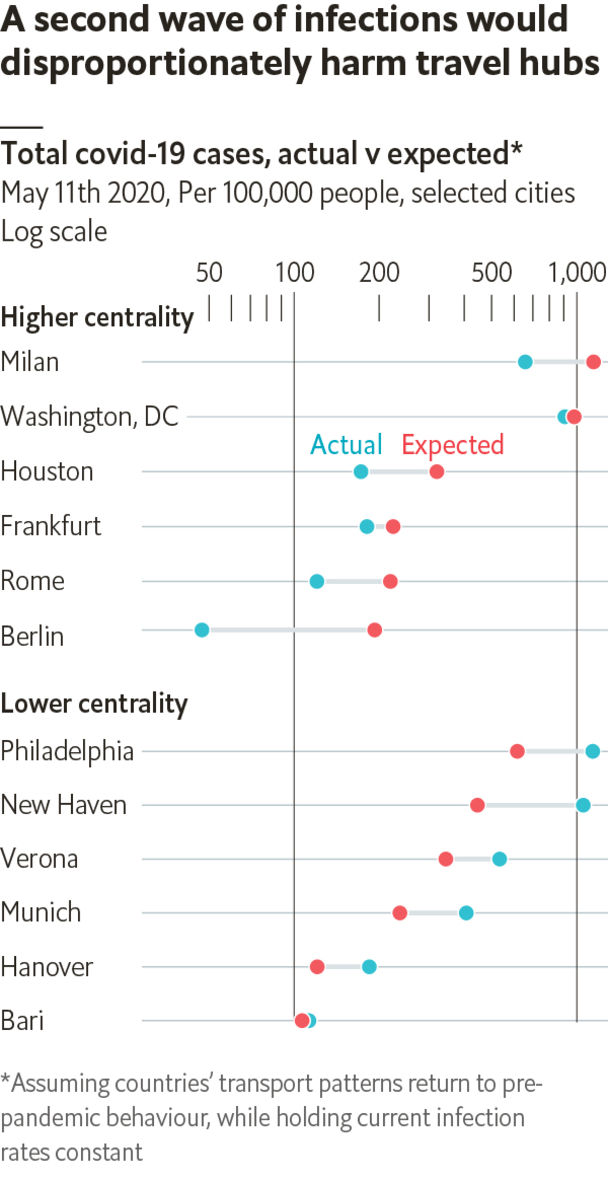 A second wave of infections would
disproportionately harm travel hubs
Total covid-19 cases, actual v expected*
May 11th 2020, Per 100,000 people, selected cities
Log scale
50 100 200 500 1,000
Higher centrality
Milan
Washington, DC
Actual Expected
Houston
Frankfurt
Rome
Berlin
Lower centrality
Philadelphia
New Haven
Verona
Munich
Hanover
Bari
*Assuming countries’ transport patterns return to pre-
pandemic behaviour, while holding current infection
rates constant